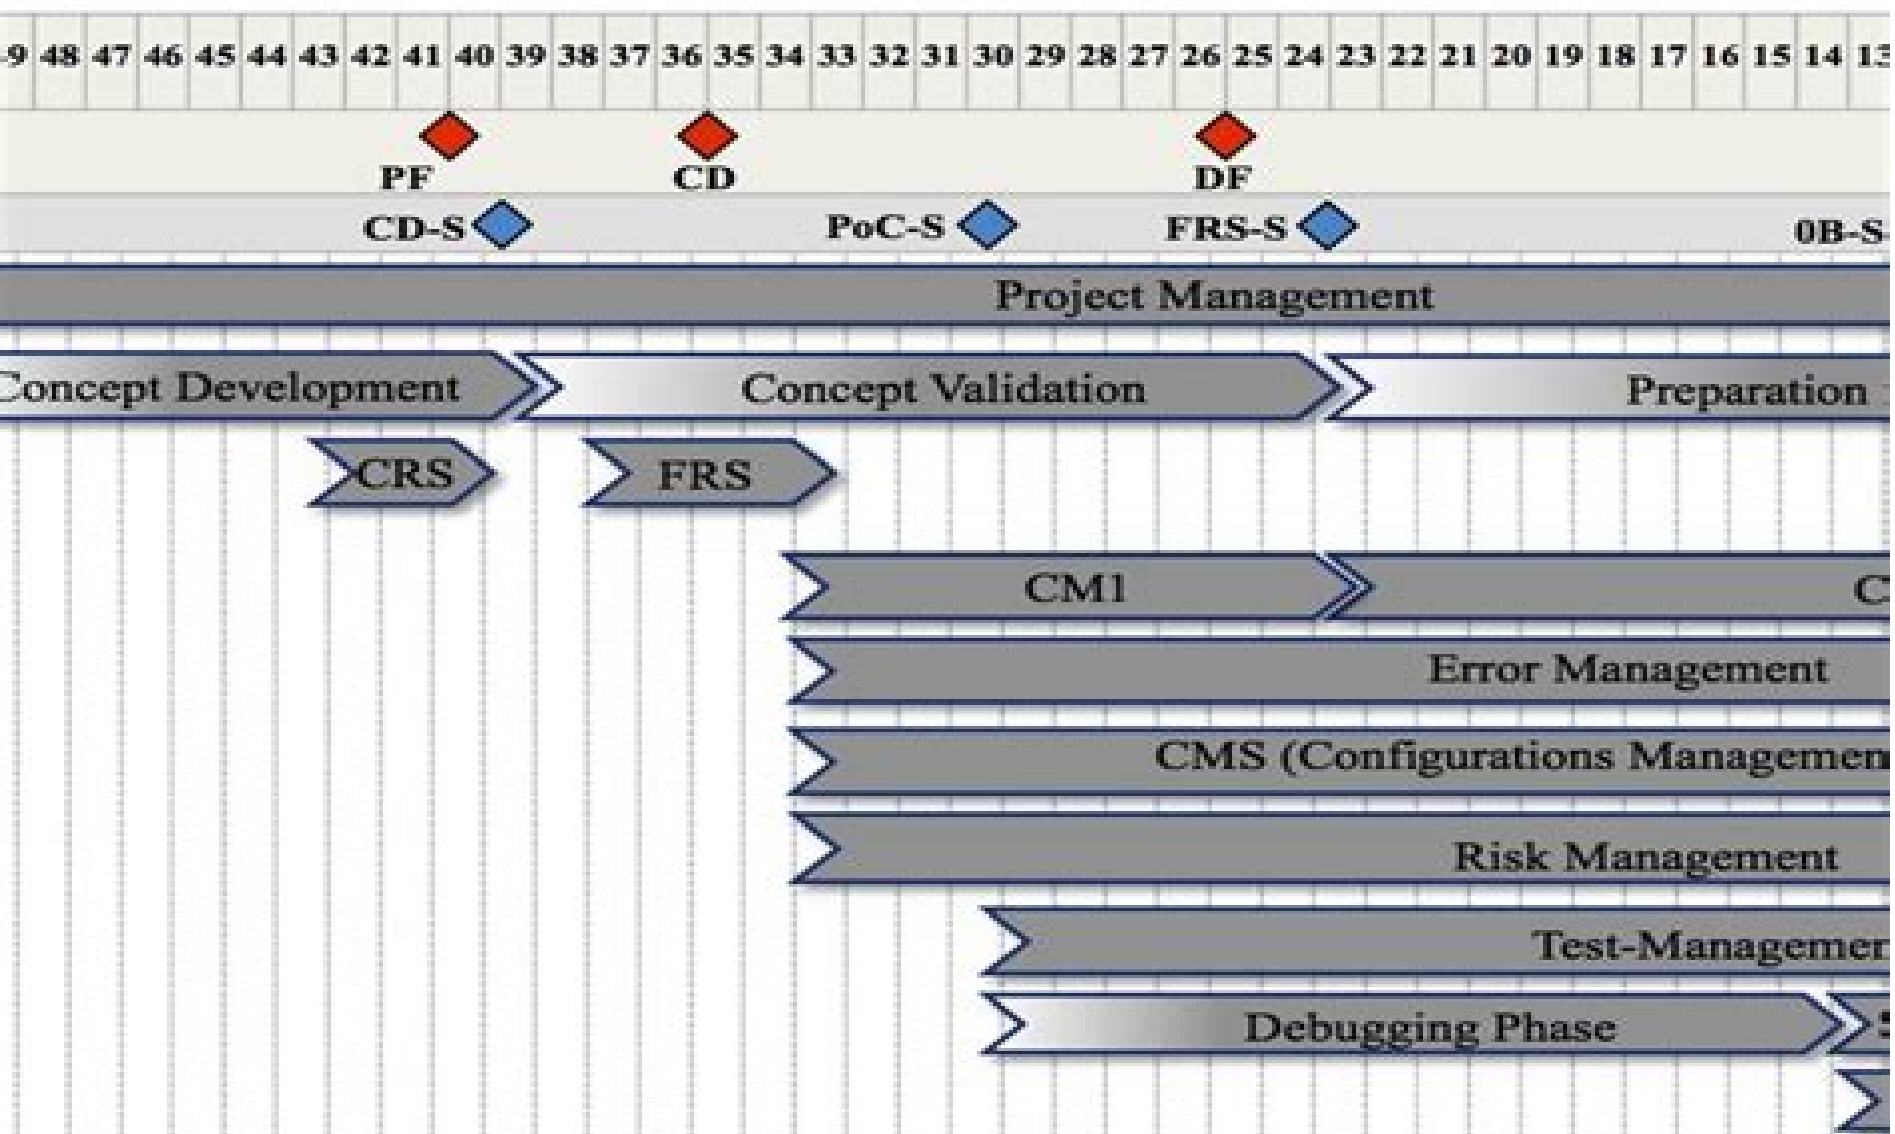 48 47 46 45 44 43 42 41 40 39 38 37 36 35 34 33 32 31 30 29 28 27 26 25 24 23 22 21 20 19 18 17 16 15 14 13
PF CD DF
CD-S PoC-S FRS-S 0B-S
Project Management
Concept Development Concept Validation Preparation
CRS FRS
CM1
Error Management
CMS (Configurations
Risk Management
Debugging Phase